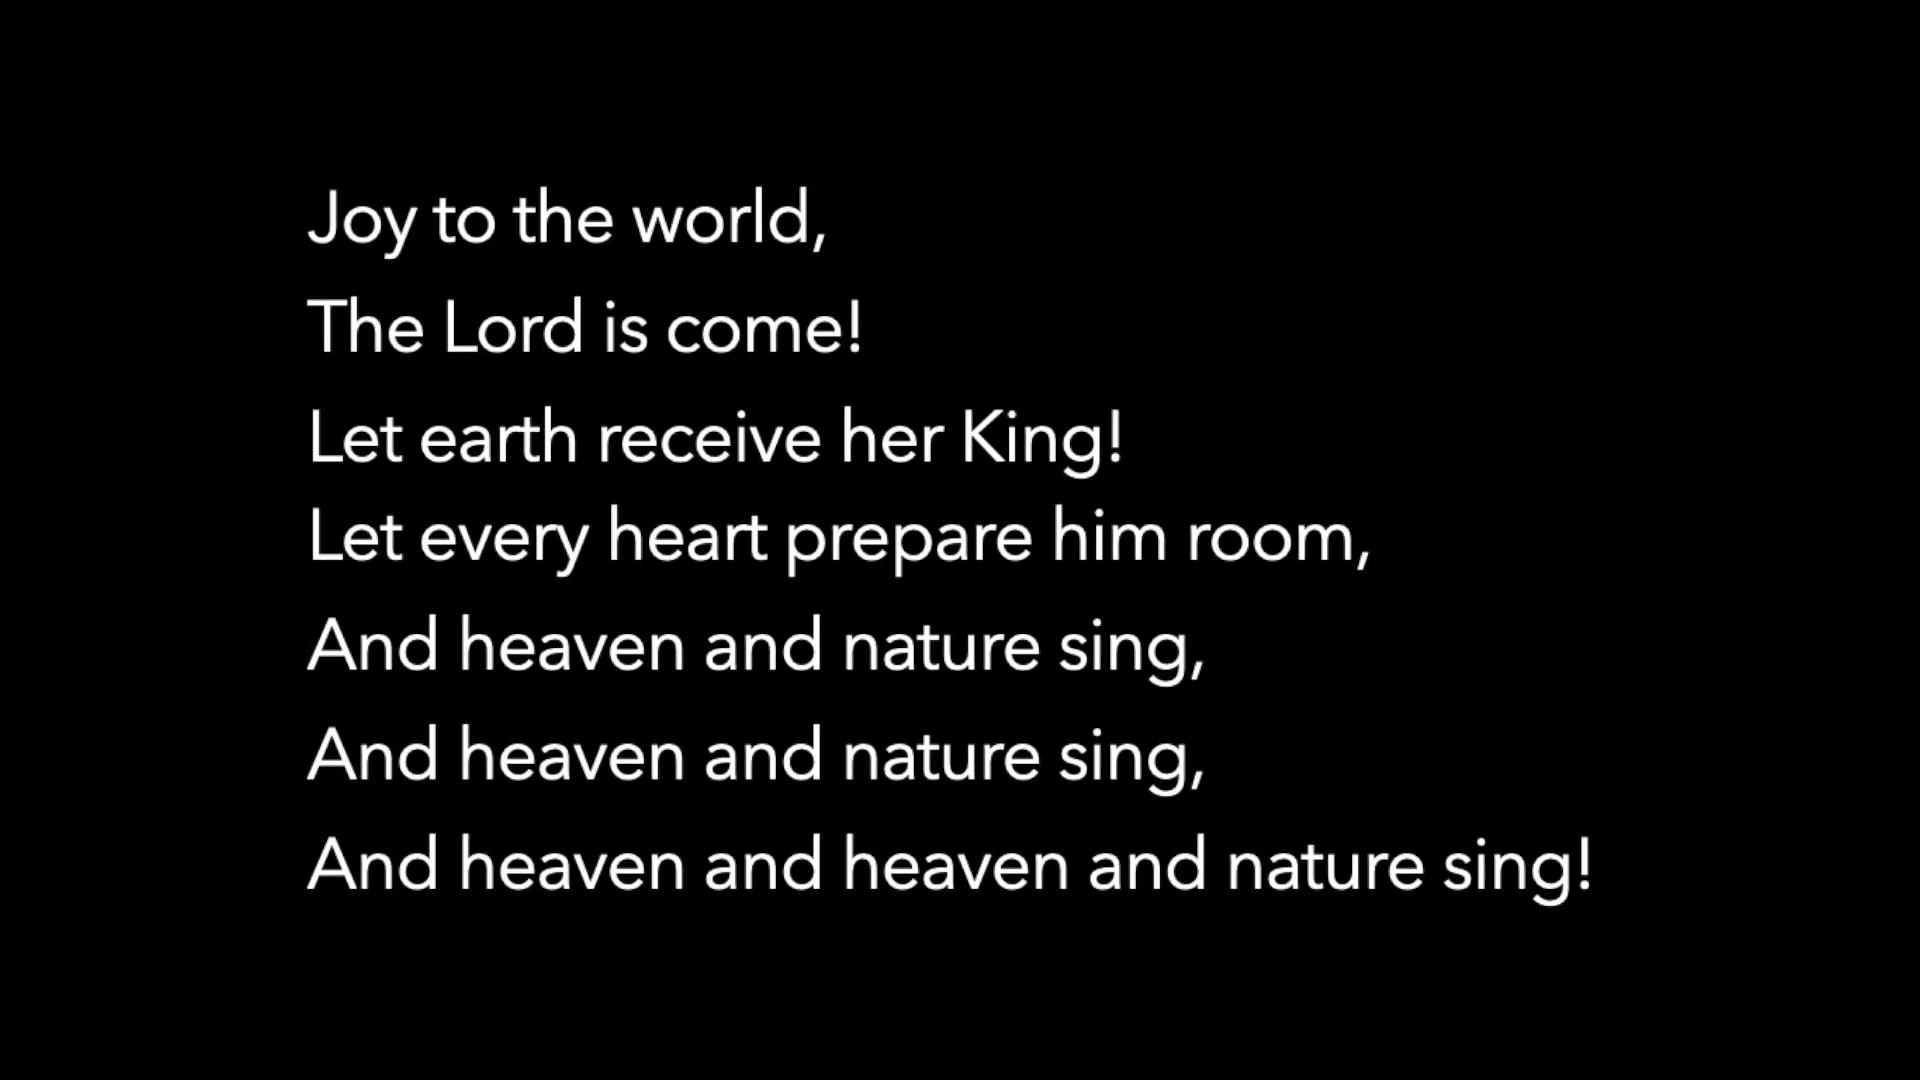 Joy to the world,
The Lord is come!
Let earth receive her King!
Let every heart prepare him room,
And heaven and nature sing,
And heaven and nature sing,
And heaven and heaven and nature sing!